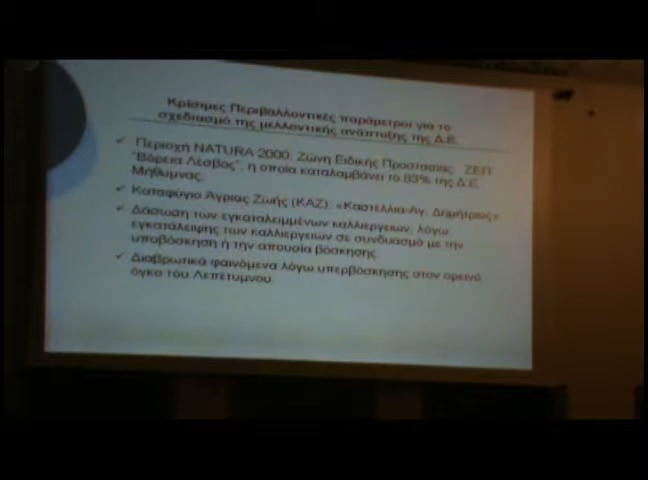 Κρίσιμες Περιβαλλοντικές παράμετροι για το
σχεδιασμό της μελλοντικής ανάπτυξης της Δ.Ε.
✓ Περιοχή NATURA 2000: Ζώνη Ειδικής Προστασίας ΖΕΠ
"Βόρεια Λέσβος", η οποία καταλαμβάνει το 83% της Δ.Ε.
Μήθυμνας.
✓ Καταφύγιο Άγριας Ζωής (ΚΑΖ): «Καστέλλια-Αγ. Δημήτριος»
✓ Δάσωση των εγκαταλειμμένων καλλιεργειών, λόγω
εγκατάλειψης των καλλιεργειών σε συνδυασμό με την
υποβόσκηση ή την απουσία βόσκησης.
✓ Διαβρωτικά φαινόμενα λόγω υπερβόσκησης στον ορεινό
όγκο του Λεπέτυμνου.